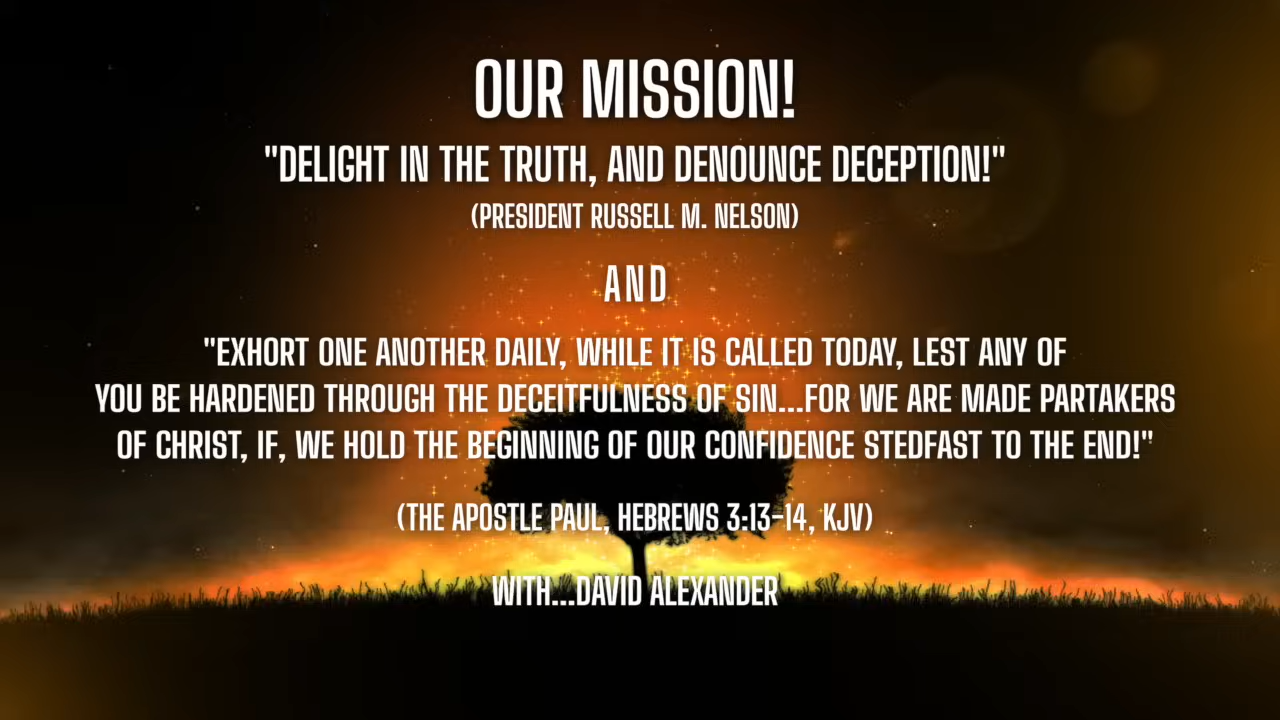 OUR MISSION!
"DELIGHT IN THE TRUTH, AND DENOUNCE DECEPTION!"
(PRESIDENT RUSSELL M. NELSON)
AND
"EXHORT ONE ANOTHER DAILY, WHILE IT IS CALLED TODAY, LEST ANY OF
YOU BE HARDENED THROUGH THE DECEITFULNESS OF SIN...FOR WE ARE MADE PARTAKERS
OF CHRIST, IF, WE HOLD THE BEGINNING OF OUR CONFIDENCE STEDFAST TO THE END!"
(THE APOSTLE PAUL, HEBREWS 3:13-14, KJV)
WITH...DAVID ALEXANDER